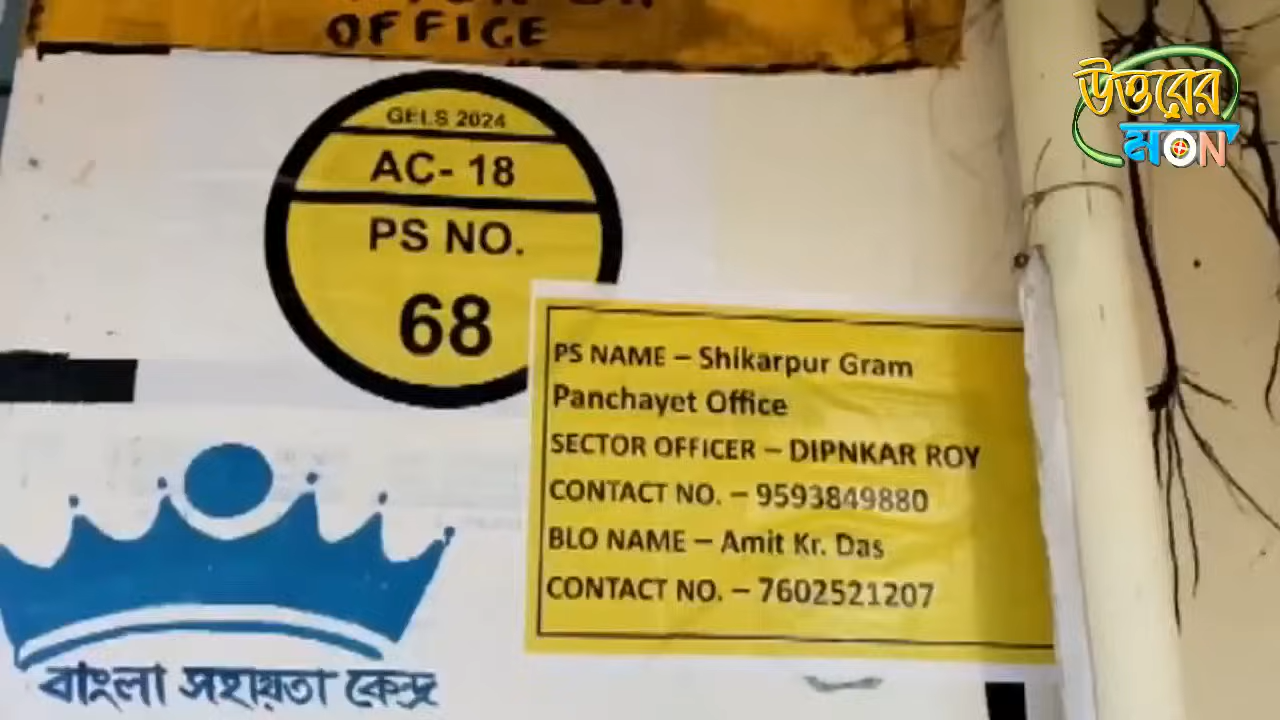 OFFICE
উত্তরের
মON
GELS 2024
AC- 18
PS NO.
68
PS NAME – Shikarpur Gram
Panchayet Office
SECTOR OFFICER – DIPNKAR ROY
CONTACT NO. – 9593849880
BLO NAME – Amit Kr. Das
CONTACT NO. – 7602521207
বাংলা সহায়তা কেন্দ্র